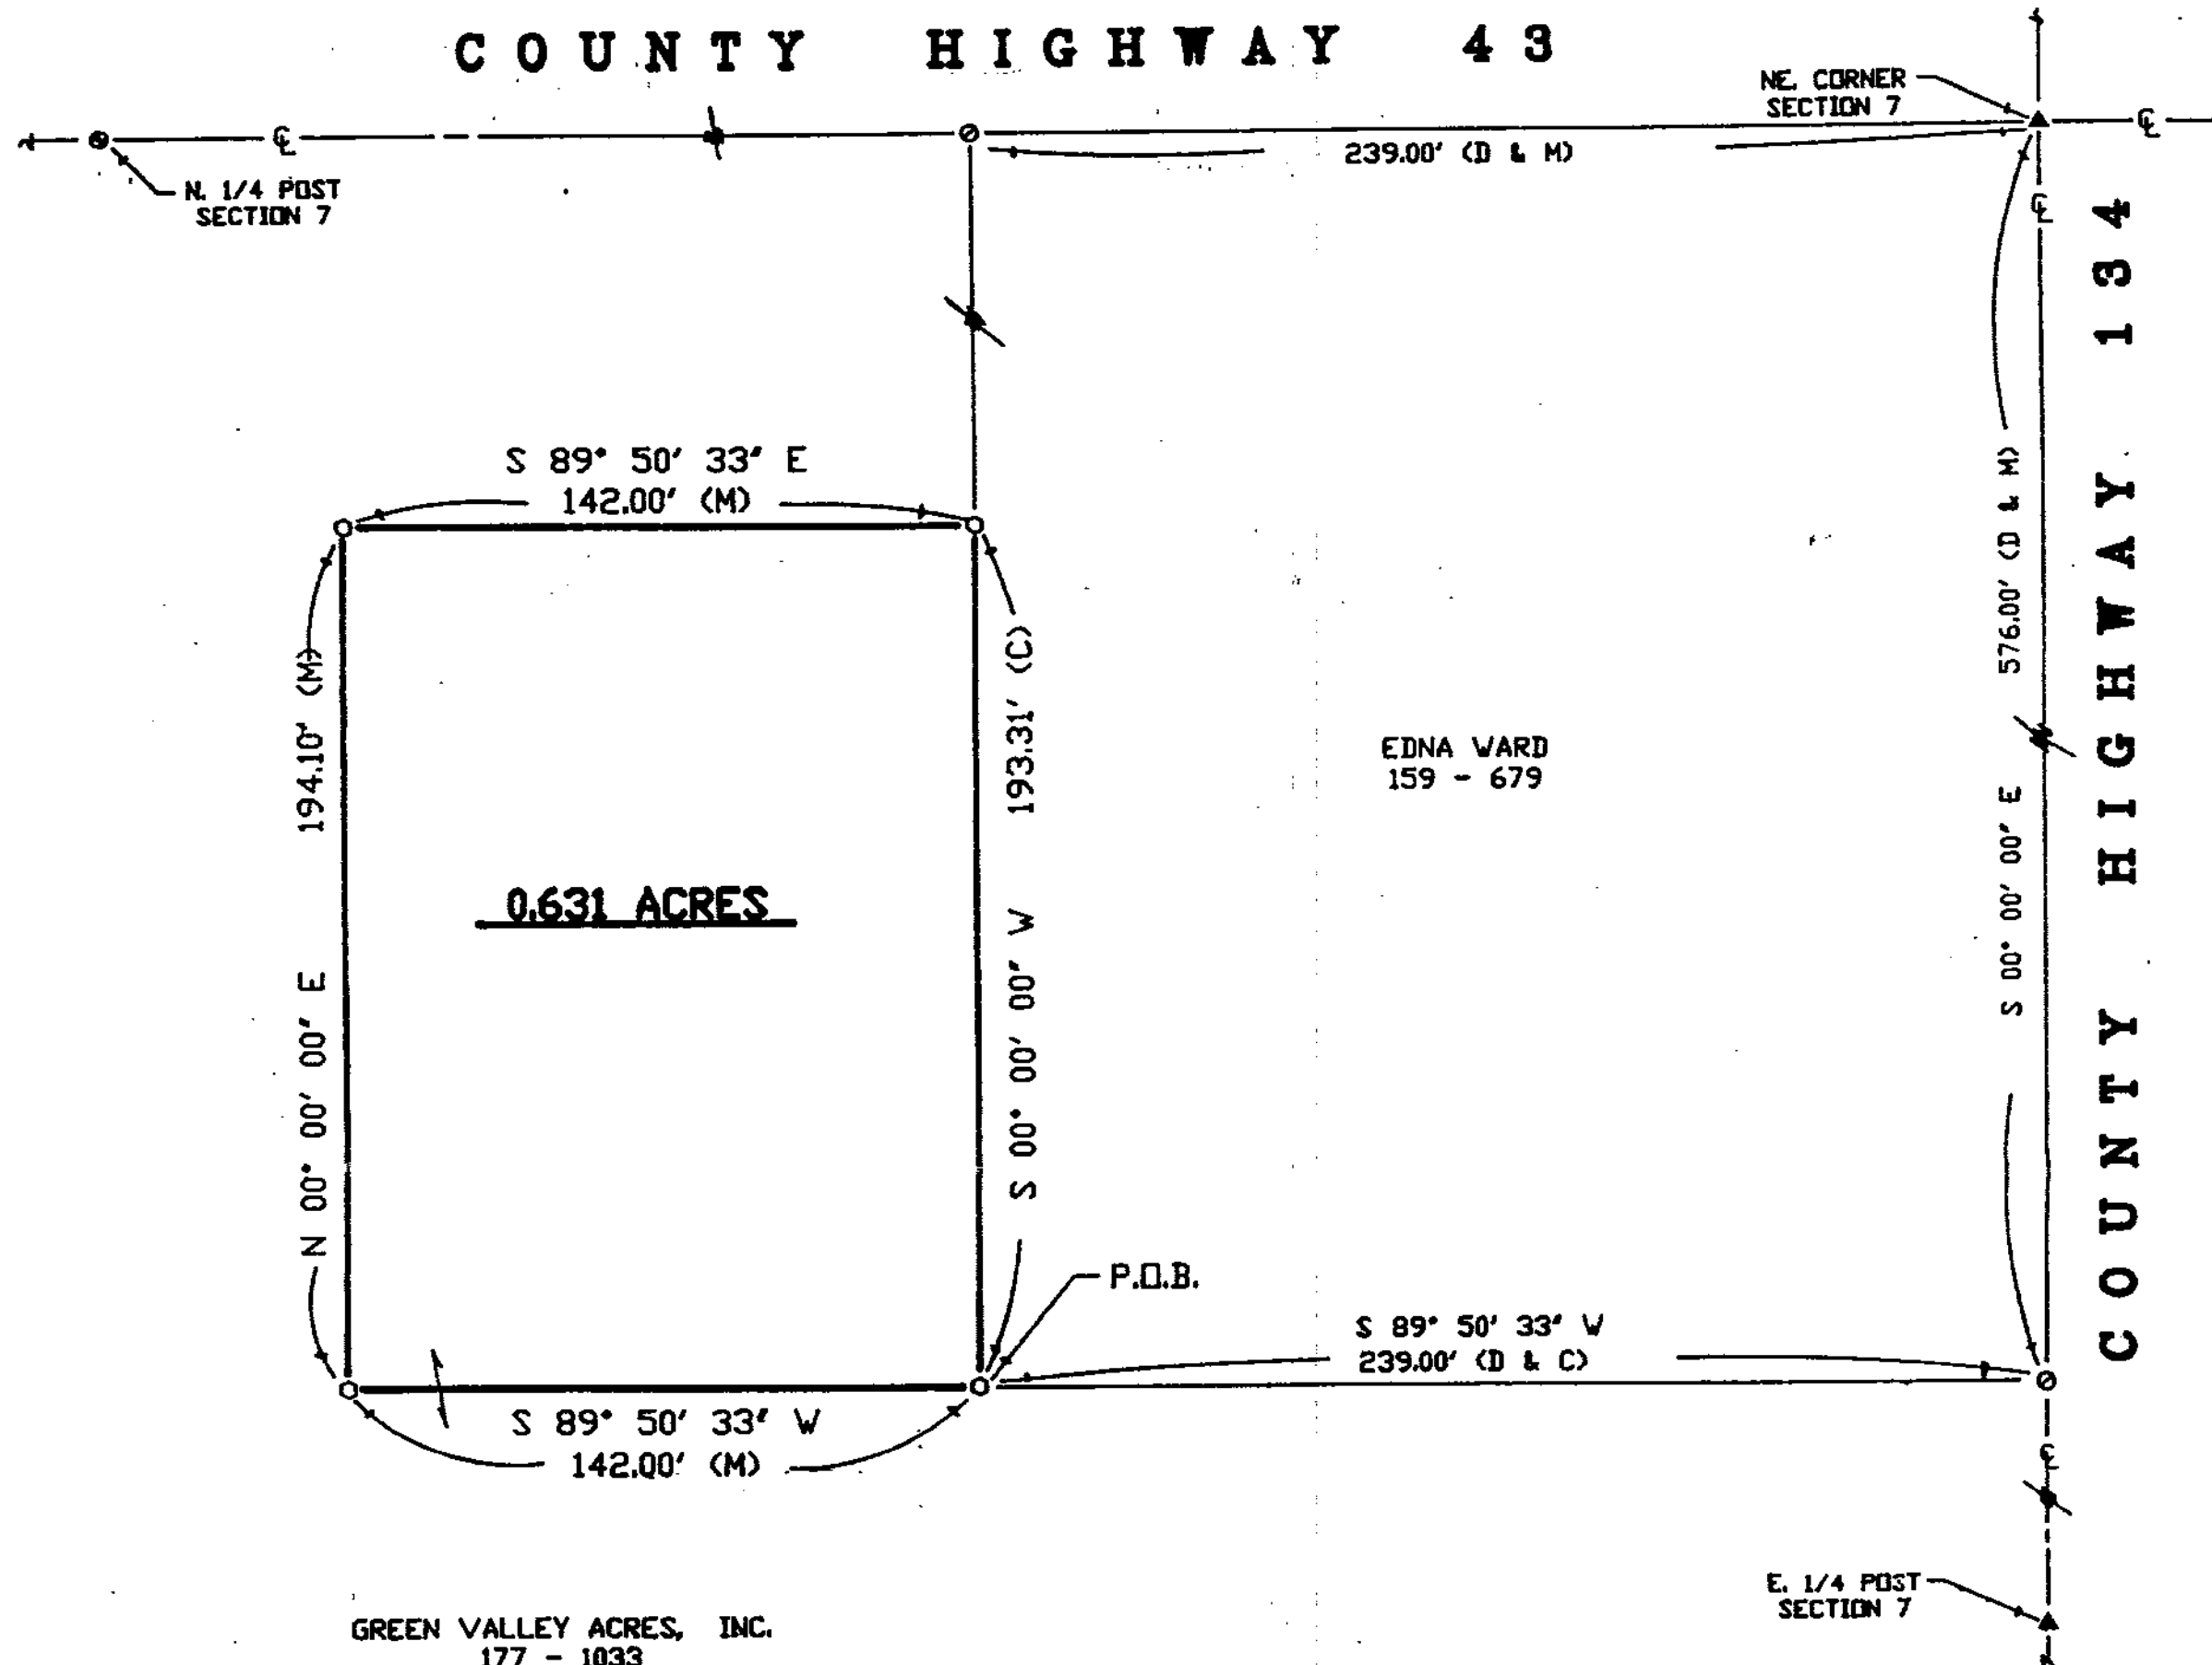 COUNTY HIGHWAY 43
NE. CORNER
SECTION 7
℄
℄
239.00' (D & M)
N. 1/4 POST
SECTION 7
℄
COUNTY HIGHWAY 134
576.00' (D & M)
S 00° 00' 00" E
S 89° 50' 33" E
142.00' (M)
194.10' (M)
N 00° 00' 00" E
193.31' (C)
S 00° 00' 00" W
EDNA WARD
159 - 679
0.631 ACRES
P.O.B.
S 89° 50' 33" W
239.00' (D & C)
S 89° 50' 33" W
142.00' (M)
℄
E. 1/4 POST
SECTION 7
GREEN VALLEY ACRES, INC.
177 - 1033